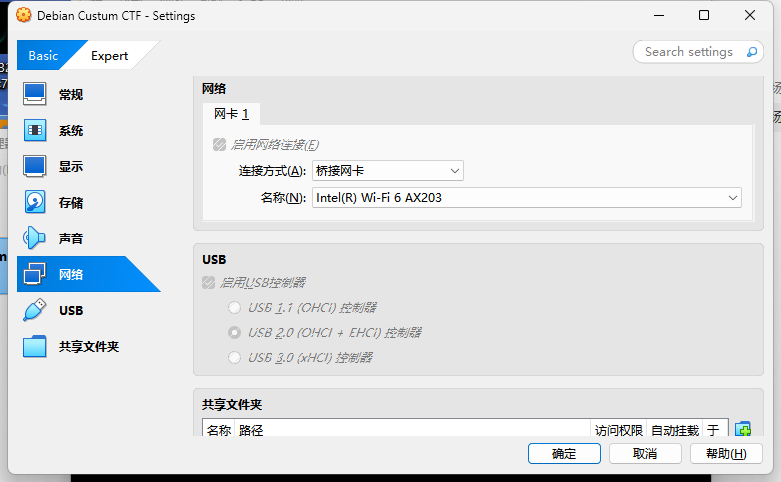 Debian Custum CTF - Settings
Basic
Expert
Search settings
常规
系统
显示
存储
声音
网络
USB
共享文件夹
网络
网卡 1
启用网络连接(E)
连接方式(A): 桥接网卡
名称(N): Intel(R) Wi-Fi 6 AX203
USB
启用USB控制器
USB 1.1 (OHCI) 控制器
USB 2.0 (OHCI + EHCI) 控制器
USB 3.0 (xHCI) 控制器
共享文件夹
名称 路径 访问权限 自动挂载 于
确定
取消
帮助(H)